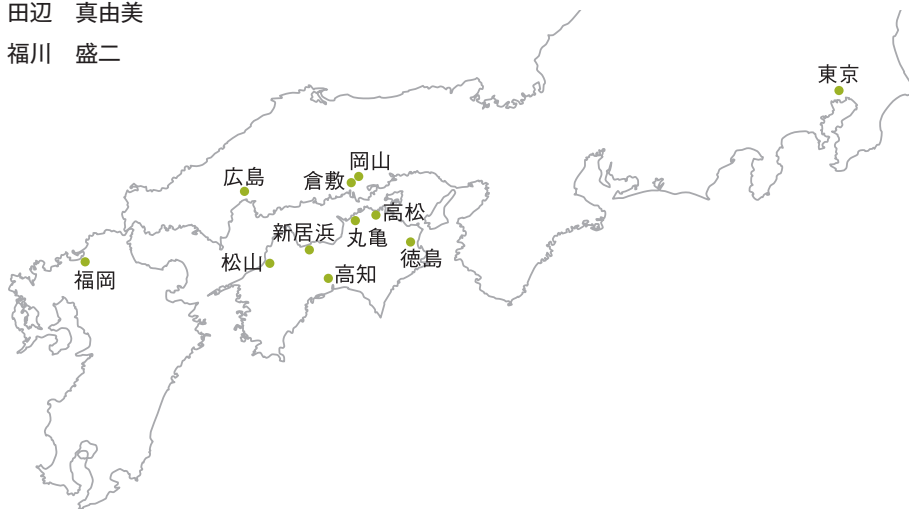 田辺　真由美
福川　盛二
東京
岡山
広島
倉敷
高松
新居浜
丸亀
徳島
松山
福岡
高知